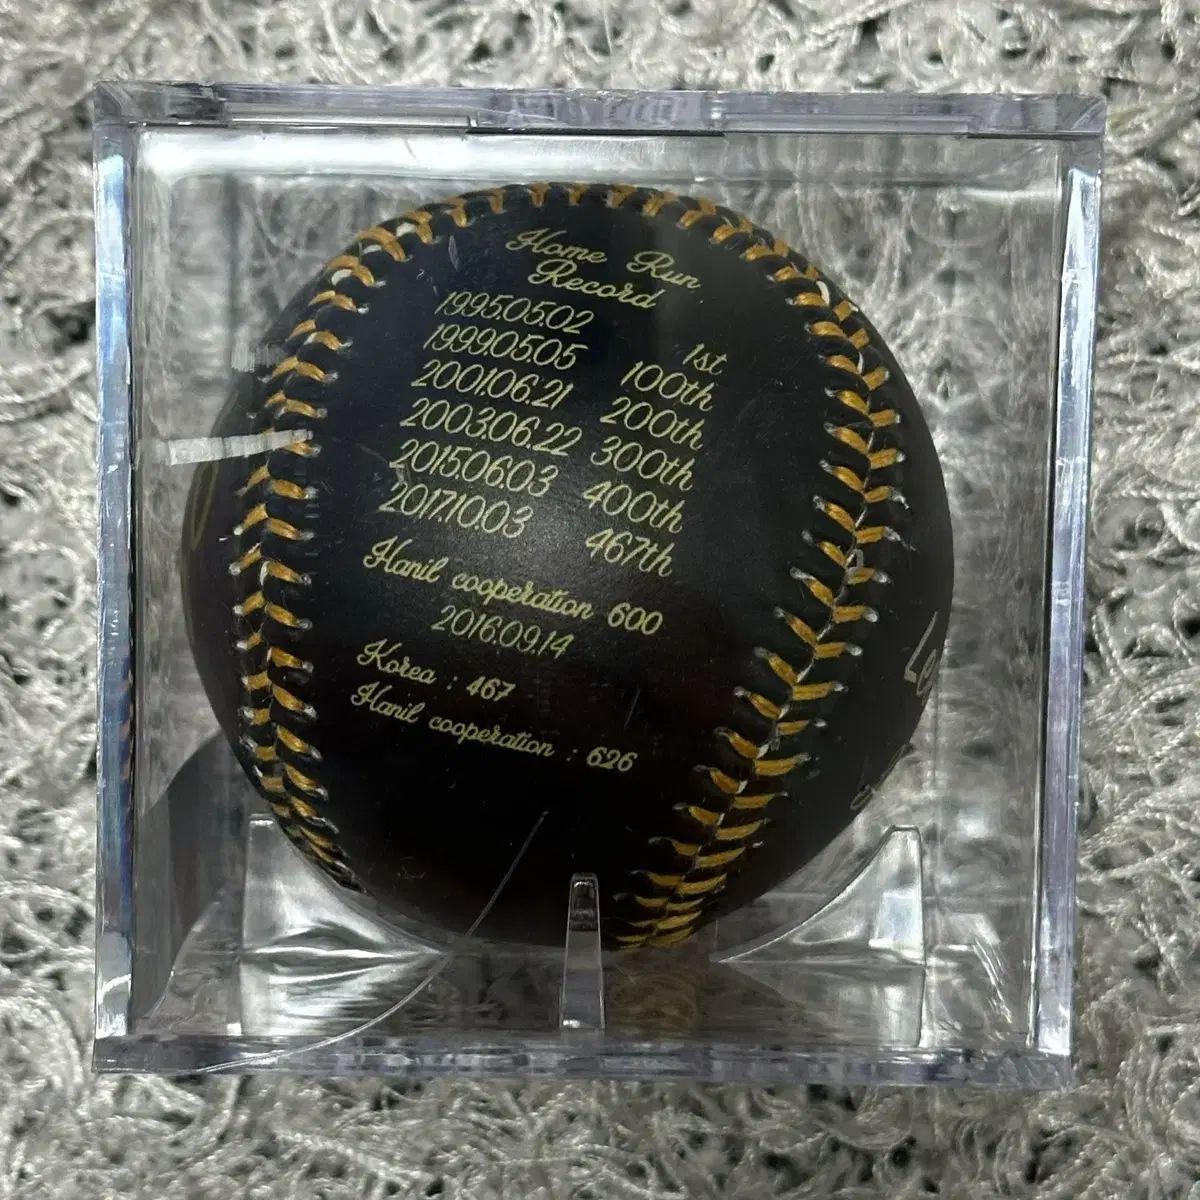 Home Run
Record
1995.05.02 1st
1999.05.05 100th
2001.06.21 200th
2003.06.22 300th
2015.06.03 400th
2017.10.03 467th
Hanil cooperation 600
2016.09.14
Korea : 467
Hanil cooperation : 626